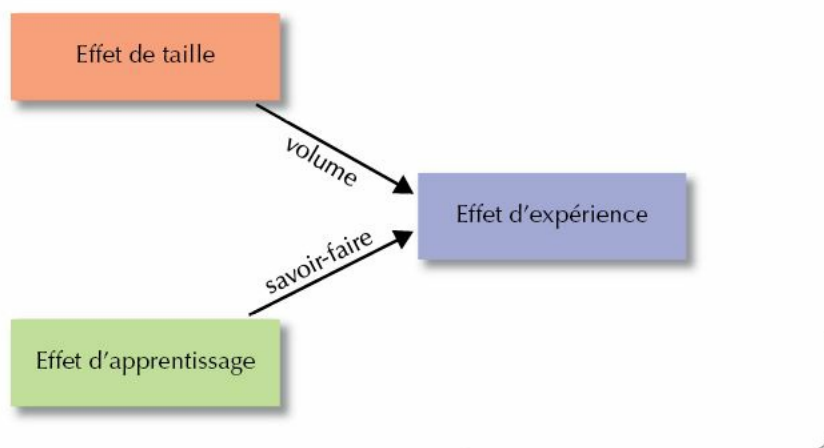 Effet de taille
volume
Effet d’expérience
savoir-faire
Effet d’apprentissage